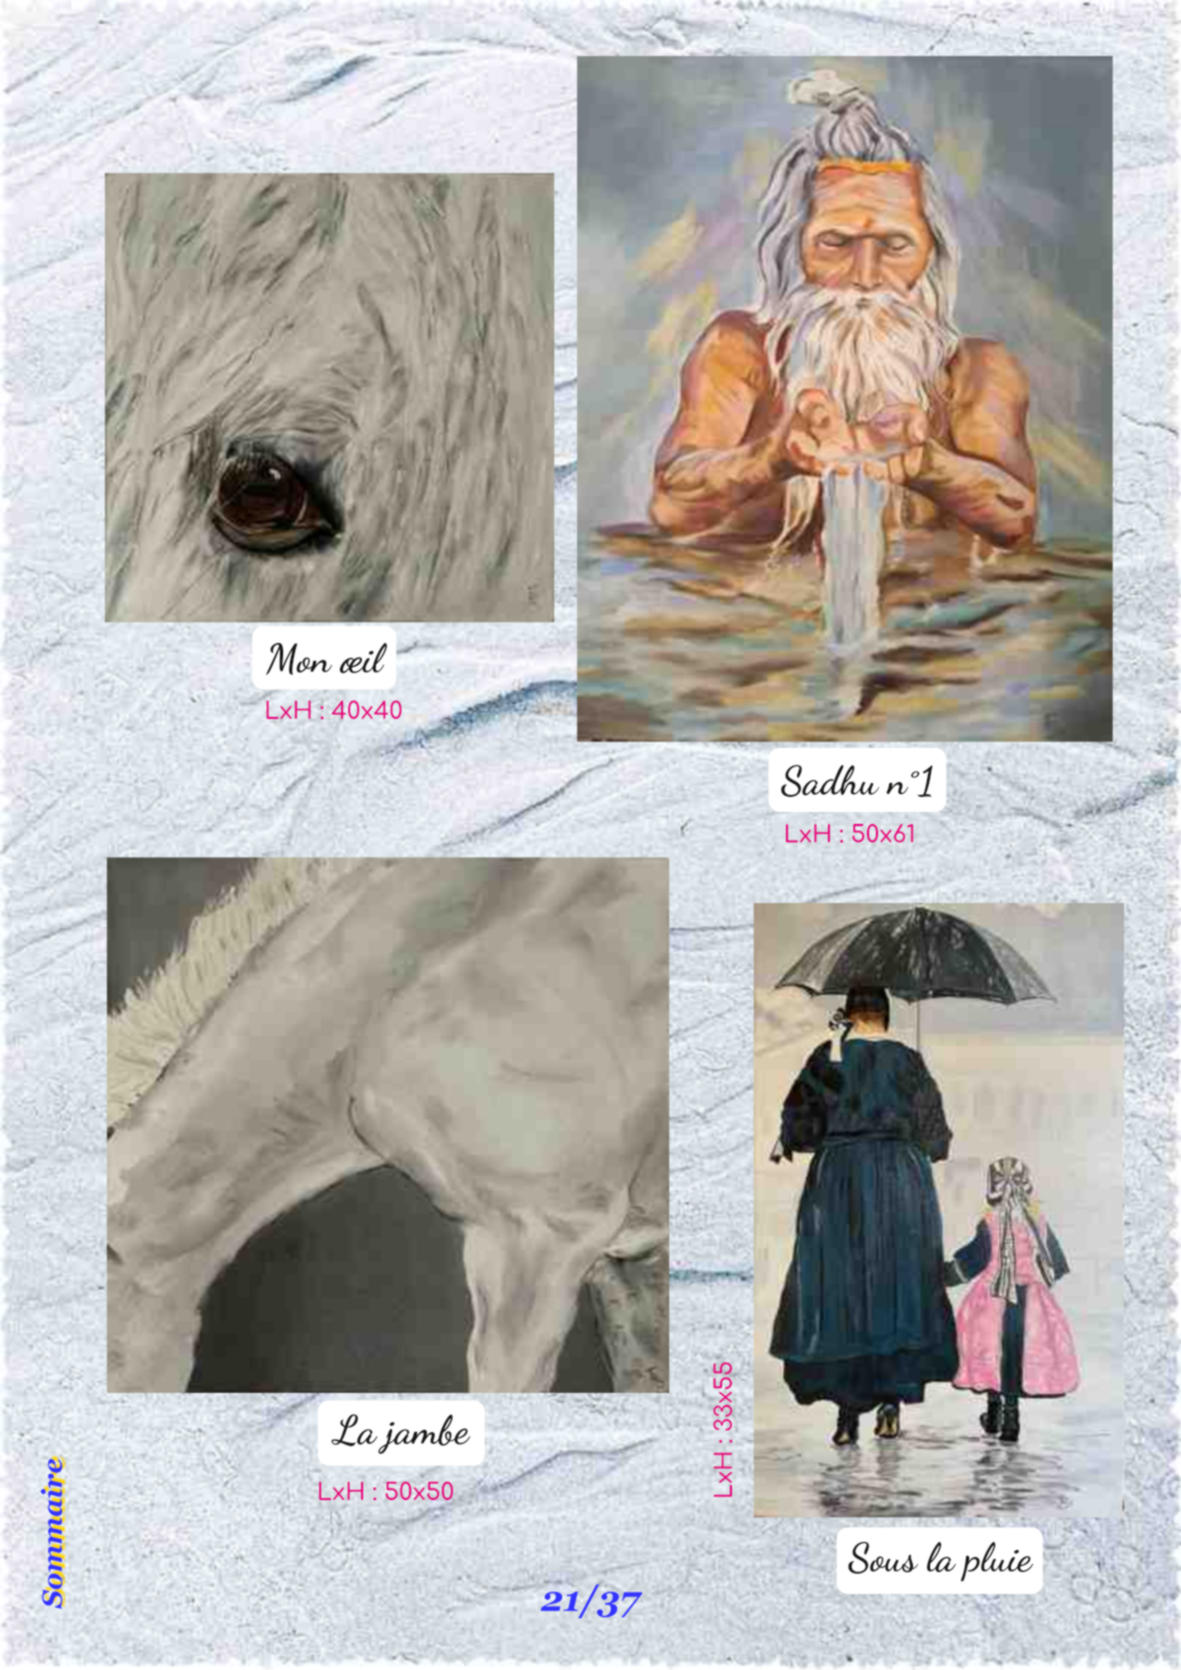 Mon œil
LxH : 40x40
Sadhu n°1
LxH : 50x61
La jambe
LxH : 50x50
LxH : 33x55
Sous la pluie
Sommaire
21/37